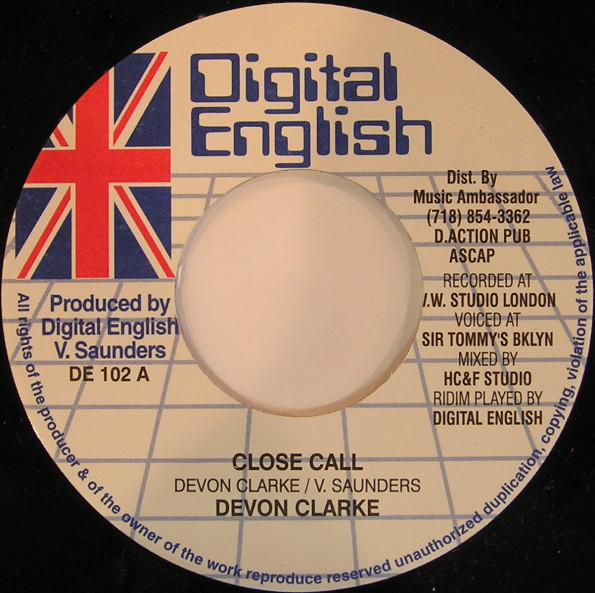 Digital
English
Dist. By
Music Ambassador
(718) 854-3362
D.ACTION PUB
ASCAP
RECORDED AT
STUDIO LONDON
VOICED AT
SIR TOMMY'S BKLYN
MIXED BY
HC&F STUDIO
RIDIM PLAYED BY
DIGITAL ENGLISH
Produced by
Digital English
V. Saunders
DE 102 A
CLOSE CALL
DEVON CLARKE / V. SAUNDERS
DEVON CLARKE
All rights of the producer & of the owner of the work reproduce reserved unauthorized duplication, copying, violation of the applicable law